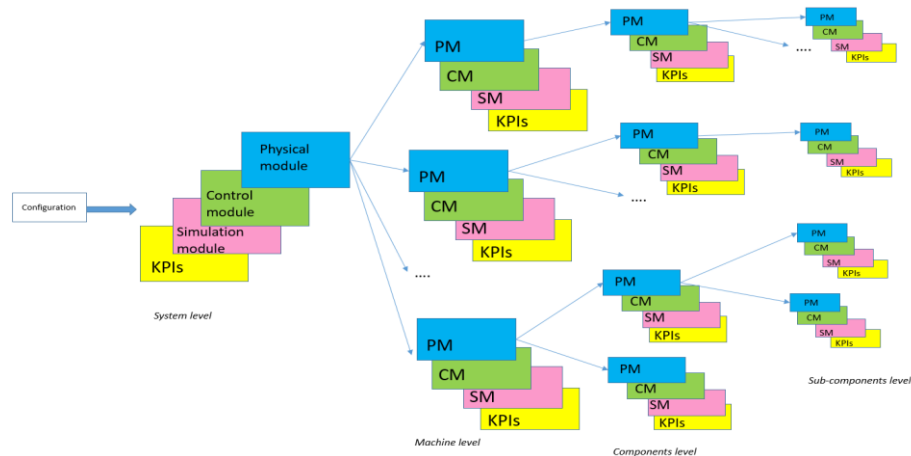 Configuration
Physical
module
Control
module
Simulation
module
KPIs
System level
PM
CM
SM
KPIs
PM
CM
SM
KPIs
....
PM
CM
SM
KPIs
Machine level
PM
CM
SM
KPIs
....
PM
CM
SM
KPIs
....
PM
CM
SM
KPIs
PM
CM
SM
KPIs
Components level
PM
CM
SM
KPIs
PM
CM
SM
KPIs
PM
CM
SM
KPIs
PM
CM
SM
KPIs
Sub-components level